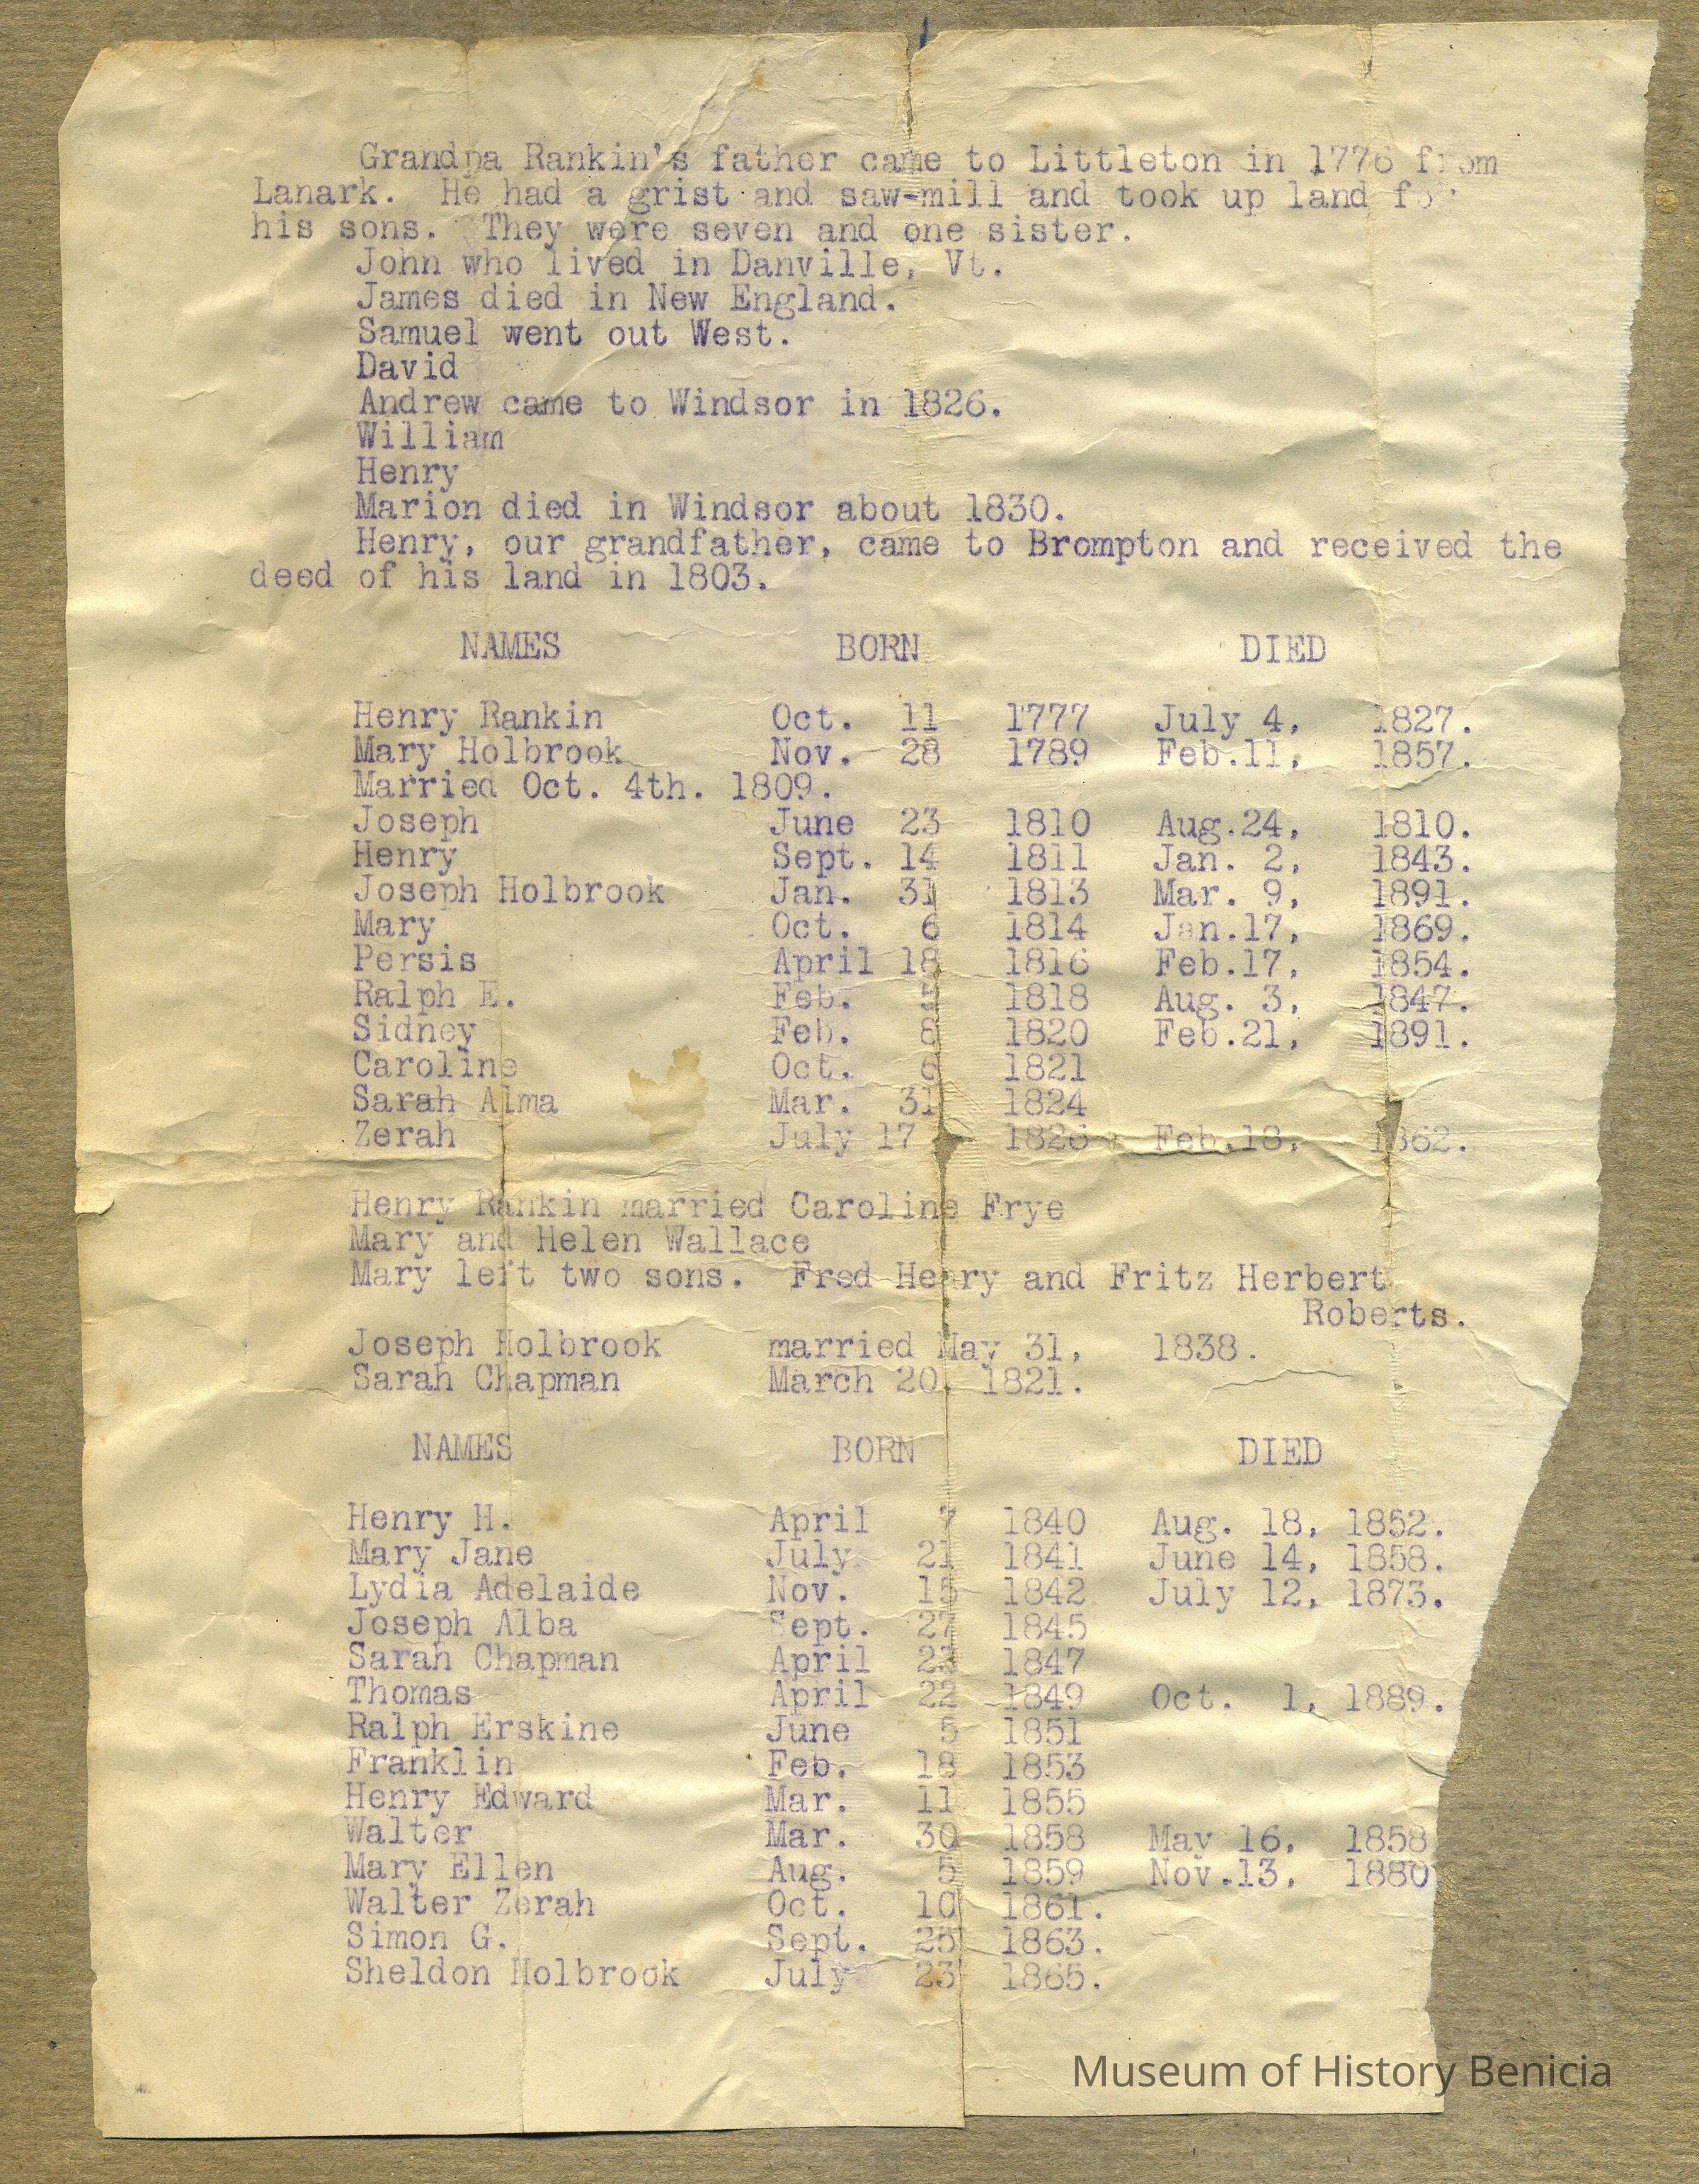 Grandpa Rankin's father came to Littleton in 1776 from
Lanark. He had a grist and saw-mill and took up land for
his sons. They were seven and one sister.
John who lived in Danville, Vt.
James died in New England.
Samuel went out West.
David
Andrew came to Windsor in 1826.
William
Henry
Marion died in Windsor about 1830.
Henry, our grandfather, came to Brompton and received the
deed of his land in 1803.
NAMES BORN DIED
Henry Rankin Oct. 11 1777 July 4, 1827.
Mary Holbrook Nov. 28 1789 Feb.11, 1857.
Married Oct. 4th. 1809.
Joseph June 23 1810 Aug.24, 1810.
Henry Sept. 14 1811 Jan. 2, 1843.
Joseph Holbrook Jan. 31 1813 Mar. 9, 1891.
Mary Oct. 6 1814 Jan.17, 1869.
Persis April 18 1816 Feb.17, 1854.
Ralph E. Feb. 1818 Aug. 3, 1847.
Sidney Feb. 8 1820 Feb.21, 1891.
Caroline Oct. 6 1821
Sarah Alma Mar. 31 1824
Zerah July 17 1826 Feb.18, 1862.
Henry Rankin married Caroline Frye
Mary and Helen Wallace
Mary left two sons. Fred Henry and Fritz Herbert
Roberts.
Joseph Holbrook married May 31, 1838.
Sarah Chapman March 20, 1821.
NAMES BORN DIED
Henry H. April 7 1840 Aug. 18, 1852.
Mary Jane July 21 1841 June 14, 1858.
Lydia Adelaide Nov. 1842 July 12, 1873.
Joseph Alba Sept. 27 1845
Sarah Chapman April 1847
Thomas April 22 1849 Oct. 1, 1889.
Ralph Erskine June 5 1851
Franklin Feb. 18 1853
Henry Edward Mar. 11 1855
Walter Mar. 30 1858 May 16, 1858
Mary Ellen Aug. 5 1859 Nov.13, 1880
Walter Zerah Oct. 10 1861.
Simon G. Sept. 25 1863.
Sheldon Holbrook July 23 1865.
Museum of History Benicia